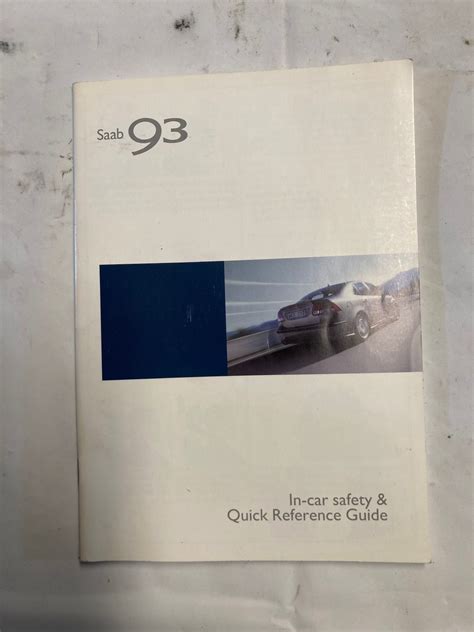 Saab 93
In-car safety &
Quick Reference Guide